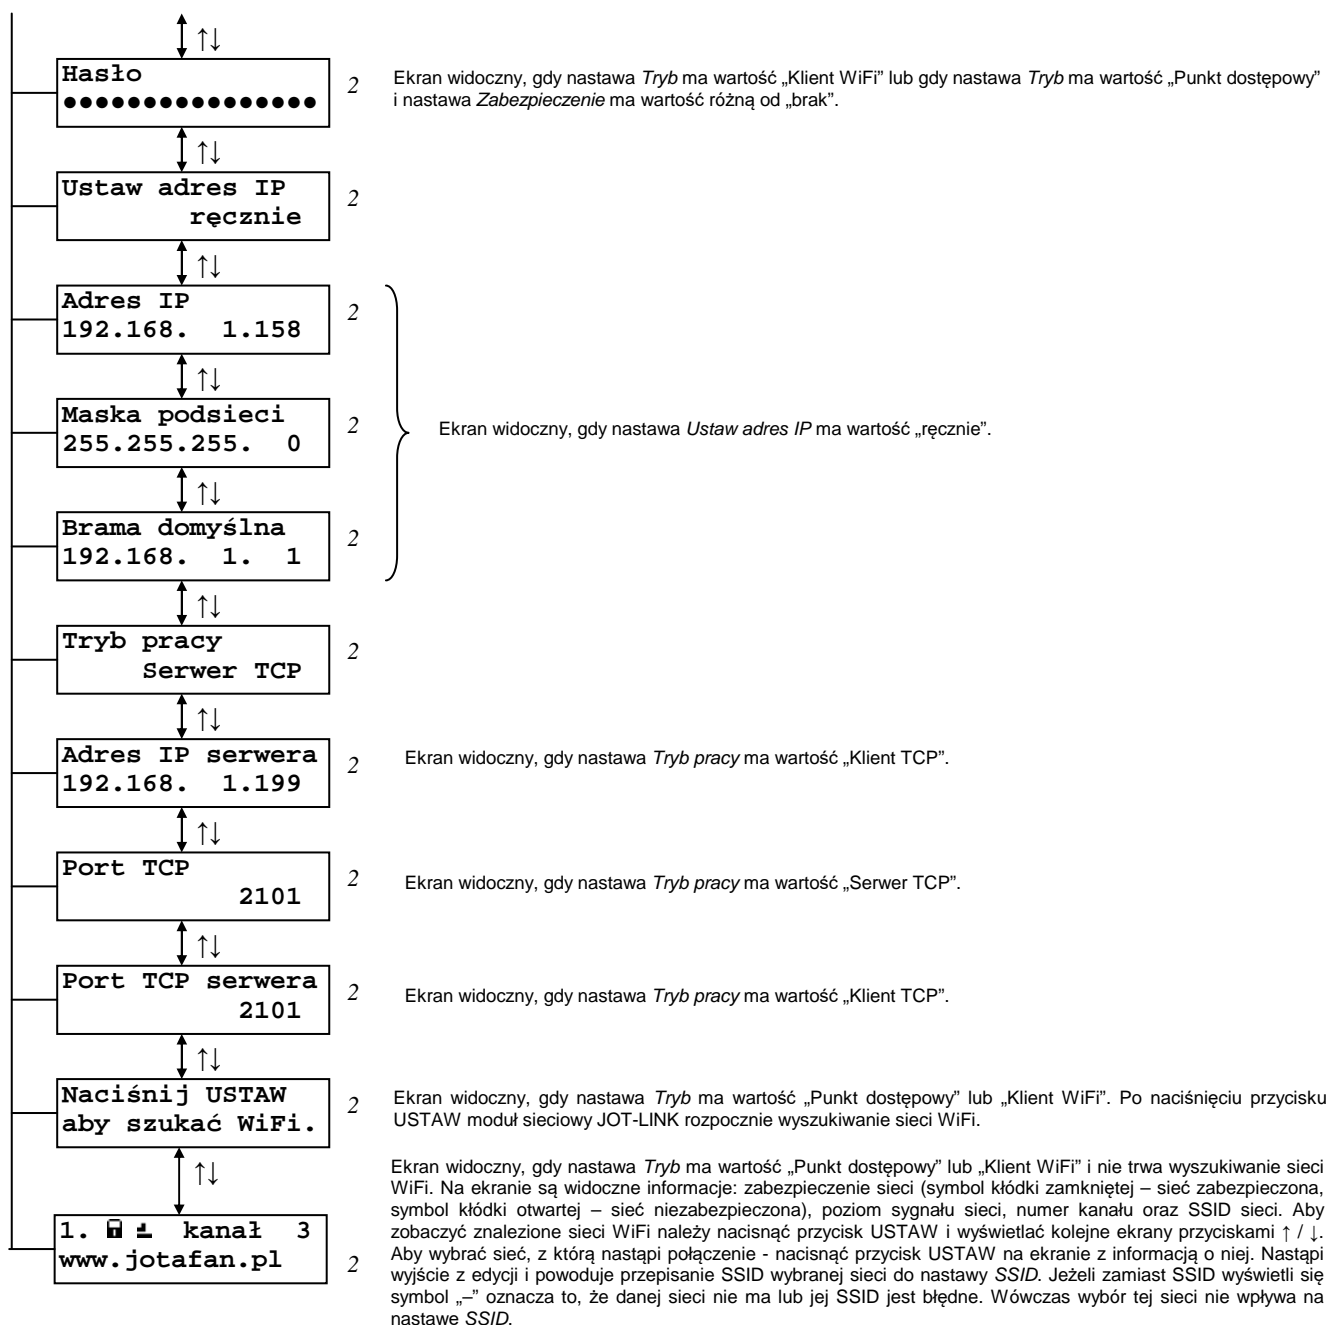 ↑↓
Hasło
●●●●●●●●●●●●●●●●
2
Ekran widoczny, gdy nastawa Tryb ma wartość „Klient WiFi” lub gdy nastawa Tryb ma wartość „Punkt dostępowy”
i nastawa Zabezpieczenie ma wartość różną od „brak”.
↑↓
Ustaw adres IP
ręcznie
2
↑↓
Adres IP
192.168.  1.158
2
↑↓
Maska podsieci
255.255.255.  0
2
Ekran widoczny, gdy nastawa Ustaw adres IP ma wartość „ręcznie”.
↑↓
Brama domyślna
192.168.  1.  1
2
↑↓
Tryb pracy
Serwer TCP
2
↑↓
Adres IP serwera
192.168.  1.199
2
Ekran widoczny, gdy nastawa Tryb pracy ma wartość „Klient TCP”.
↑↓
Port TCP
2101
2
Ekran widoczny, gdy nastawa Tryb pracy ma wartość „Serwer TCP”.
↑↓
Port TCP serwera
2101
2
Ekran widoczny, gdy nastawa Tryb pracy ma wartość „Klient TCP”.
↑↓
Naciśnij USTAW
aby szukać WiFi.
2
Ekran widoczny, gdy nastawa Tryb ma wartość „Punkt dostępowy” lub „Klient WiFi”. Po naciśnięciu przycisku
USTAW moduł sieciowy JOT-LINK rozpocznie wyszukiwanie sieci WiFi.
↑↓
1. kanał 3
www.jotafan.pl
2
Ekran widoczny, gdy nastawa Tryb ma wartość „Punkt dostępowy” lub „Klient WiFi” i nie trwa wyszukiwanie sieci
WiFi. Na ekranie są widoczne informacje: zabezpieczenie sieci (symbol kłódki zamkniętej – sieć zabezpieczona,
symbol kłódki otwartej – sieć niezabezpieczona), poziom sygnału sieci, numer kanału oraz SSID sieci. Aby
zobaczyć znalezione sieci WiFi należy nacisnąć przycisk USTAW i wyświetlać kolejne ekrany przyciskami ↑ / ↓.
Aby wybrać sieć, z którą nastąpi połączenie - nacisnąć przycisk USTAW na ekranie z informacją o niej. Nastąpi
wyjście z edycji i powoduje przepisanie SSID wybranej sieci do nastawy SSID. Jeżeli zamiast SSID wyświetli się
symbol „–” oznacza to, że danej sieci nie ma lub jej SSID jest błędne. Wówczas wybór tej sieci nie wpływa na
nastawę SSID.